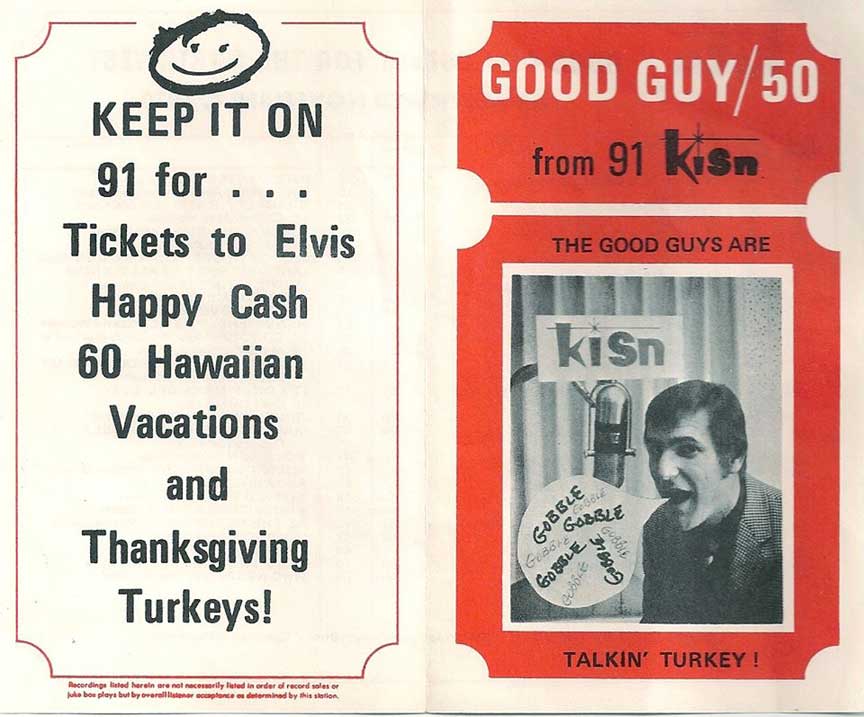 KEEP IT ON
91 for . . .
Tickets to Elvis
Happy Cash
60 Hawaiian
Vacations
and
Thanksgiving
Turkeys!
Recordings listed herein are not necessarily listed in order of record sales or
juke box plays but by overall listener acceptance as determined by this station.
GOOD GUY/50
from 91 kisn
THE GOOD GUYS ARE
kisn
GOBBLE
GOBBLE
GOBBLE
GOBBLE
GOBBLE
GOBBLE
GOBBLE
GOBBLE
TALKIN' TURKEY !